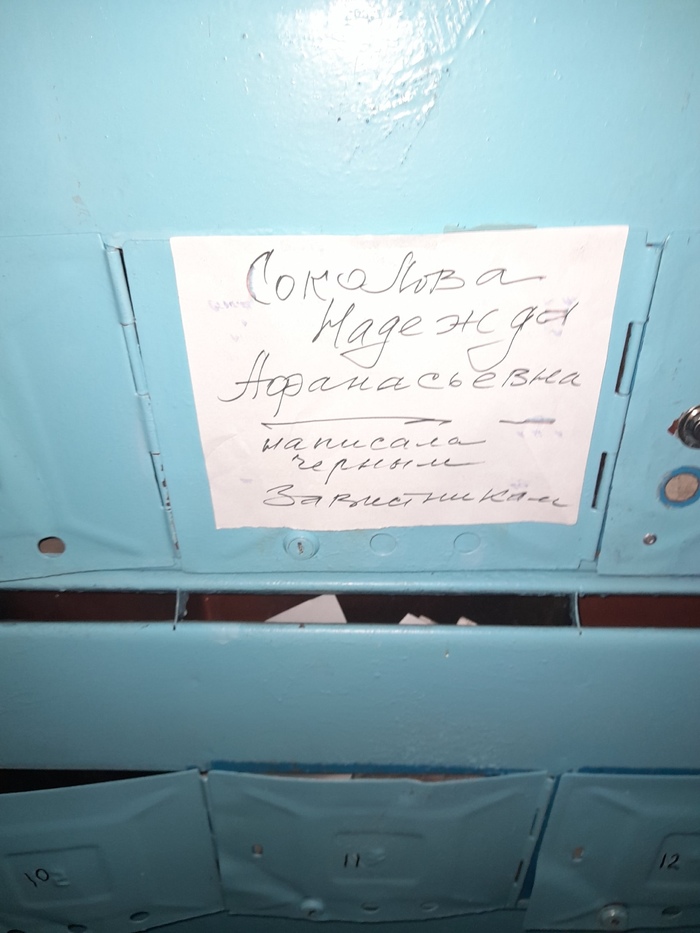 Соколова
Надежда
Афанасьевна
написала
черным
Завистникам
10
11
12